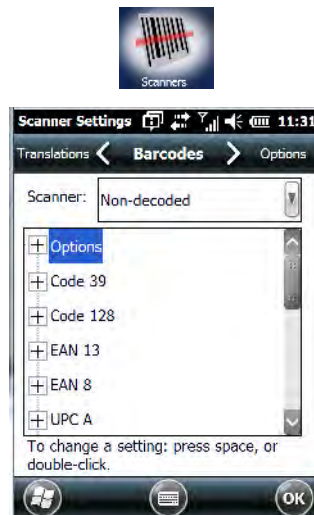 Scanners
Scanner Settings 11:31
Translations Barcodes Options
Scanner: Non-decoded
Options
Code 39
Code 128
EAN 13
EAN 8
UPC A
To change a setting: press space, or
double-click.
OK